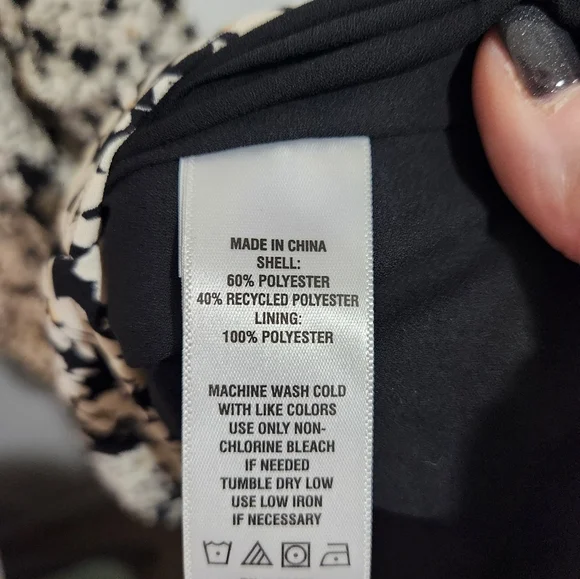 MADE IN CHINA
SHELL:
60% POLYESTER
40% RECYCLED POLYESTER
LINING:
100% POLYESTER
MACHINE WASH COLD
WITH LIKE COLORS
USE ONLY NON-
CHLORINE BLEACH
IF NEEDED
TUMBLE DRY LOW
USE LOW IRON
IF NECESSARY